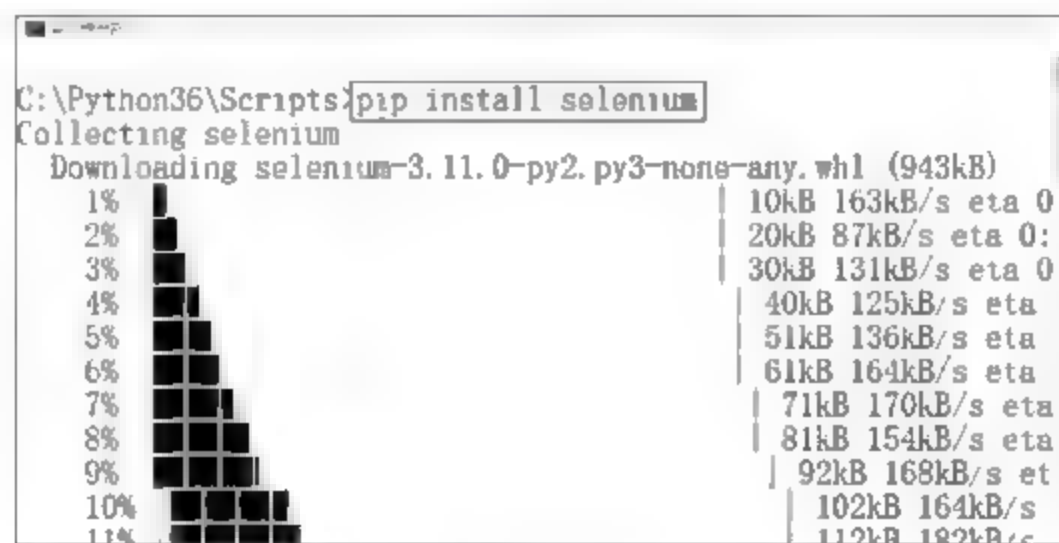 C:\Python36\Scripts>pip install selenium
Collecting selenium
Downloading selenium-3.11.0-py2.py3-none-any.whl (943kB)
1% | 10kB 163kB/s eta 0
2% | 20kB 87kB/s eta 0:
3% | 30kB 131kB/s eta 0
4% | 40kB 125kB/s eta
5% | 51kB 136kB/s eta
6% | 61kB 164kB/s eta
7% | 71kB 170kB/s eta
8% | 81kB 154kB/s eta
9% | 92kB 168kB/s et
10% | 102kB 164kB/s
11% | 112kB 182kB/s